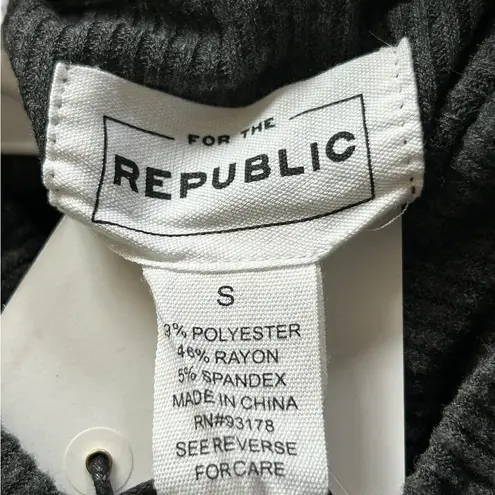 FOR THE
REPUBLIC
S
POLYESTER
46% RAYON
5% SPANDEX
MADE IN CHINA
RN#93178
SEE REVERSE
FOR CARE